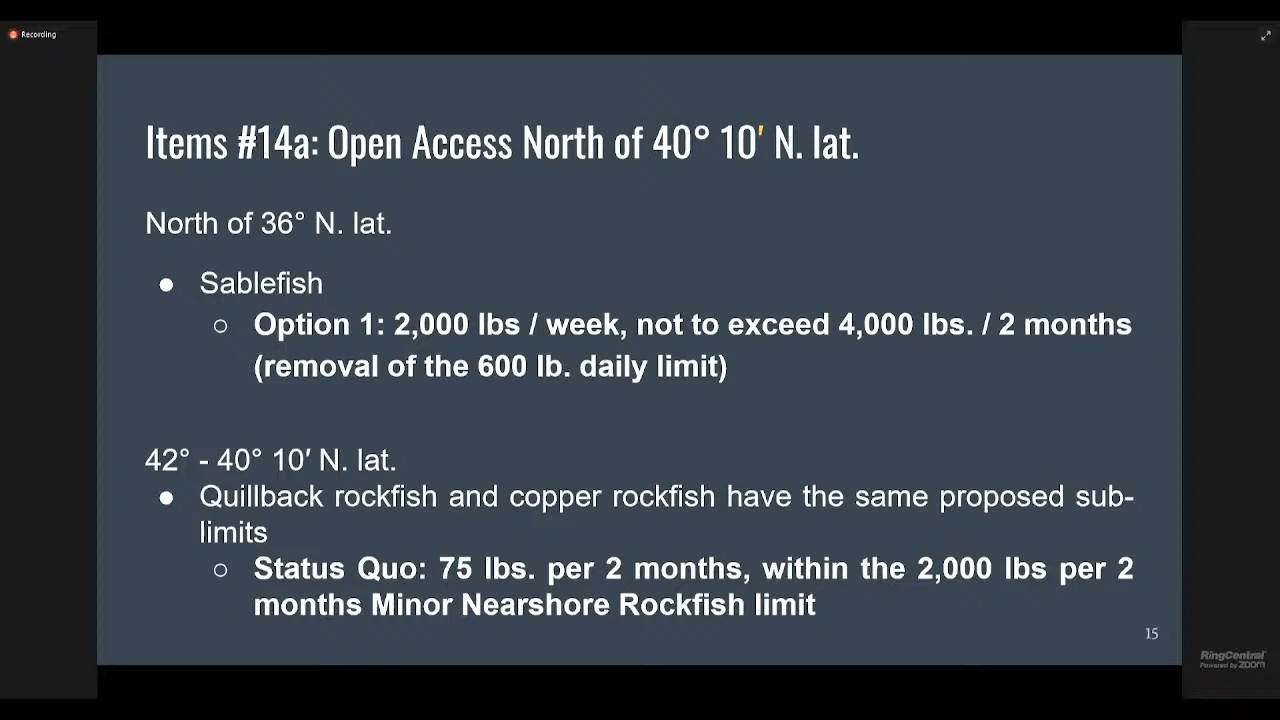 Recording
Items #14a: Open Access North of 40° 10′ N. lat.
North of 36° N. lat.
● Sablefish
○ Option 1: 2,000 lbs / week, not to exceed 4,000 lbs. / 2 months
(removal of the 600 lb. daily limit)
42° - 40° 10′ N. lat.
● Quillback rockfish and copper rockfish have the same proposed sub-
limits
○ Status Quo: 75 lbs. per 2 months, within the 2,000 lbs per 2
months Minor Nearshore Rockfish limit
15
RingCentral
Powered by zoom